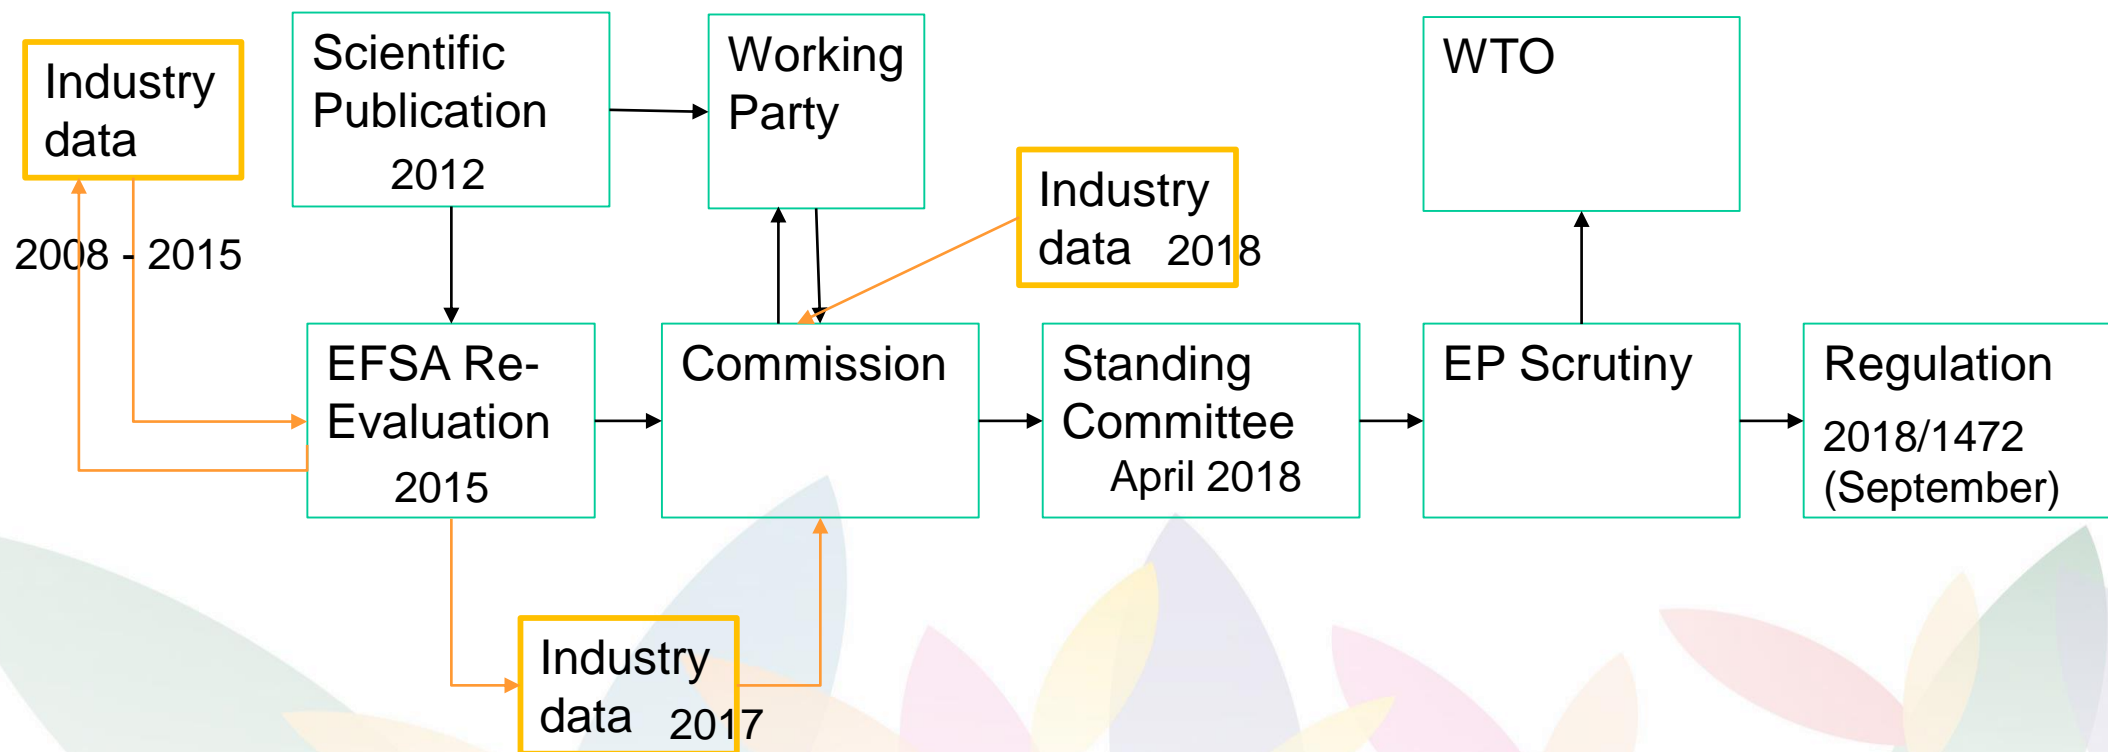 Industry
data
2008 - 2015
Scientific
Publication
2012
Working
Party
Industry
data 2018
WTO
EFSA Re-
Evaluation
2015
Commission
Standing
Committee
April 2018
EP Scrutiny
Regulation
2018/1472
(September)
Industry
data 2017